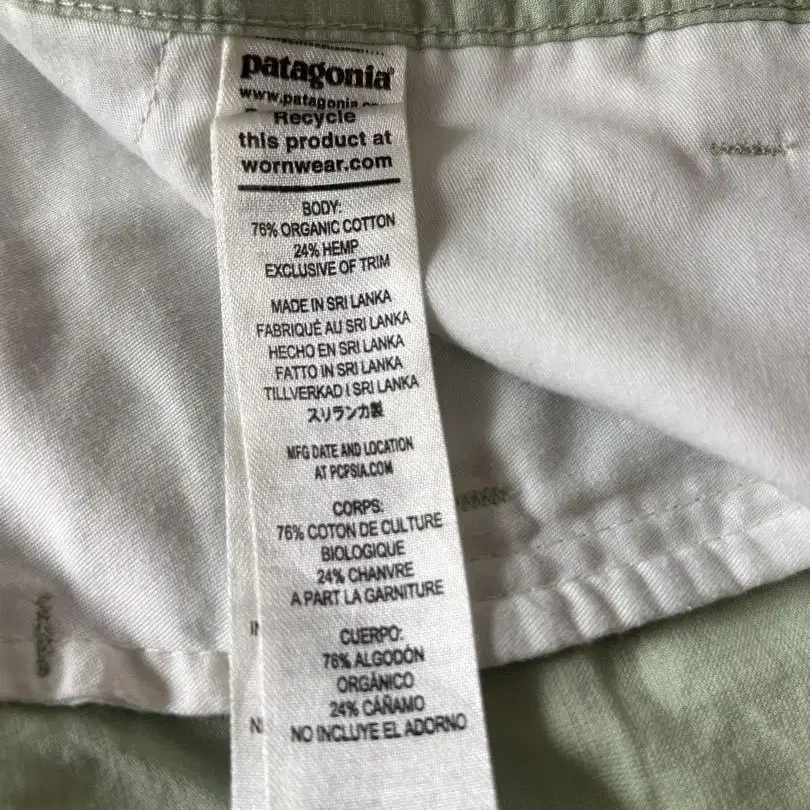 patagonia®
www.patagonia
Recycle
this product at
wornwear.com
BODY:
76% ORGANIC COTTON
24% HEMP
EXCLUSIVE OF TRIM
MADE IN SRI LANKA
FABRIQUÉ AU SRI LANKA
HECHO EN SRI LANKA
FATTO IN SRI LANKA
TILLVERKAD I SRI LANKA
スリランカ製
MFG DATE AND LOCATION
AT PCPSIA.COM
CORPS:
76% COTON DE CULTURE
BIOLOGIQUE
24% CHANVRE
A PART LA GARNITURE
CUERPO:
76% ALGODÓN
ORGÁNICO
24% CÁÑAMO
NO INCLUYE EL ADORNO